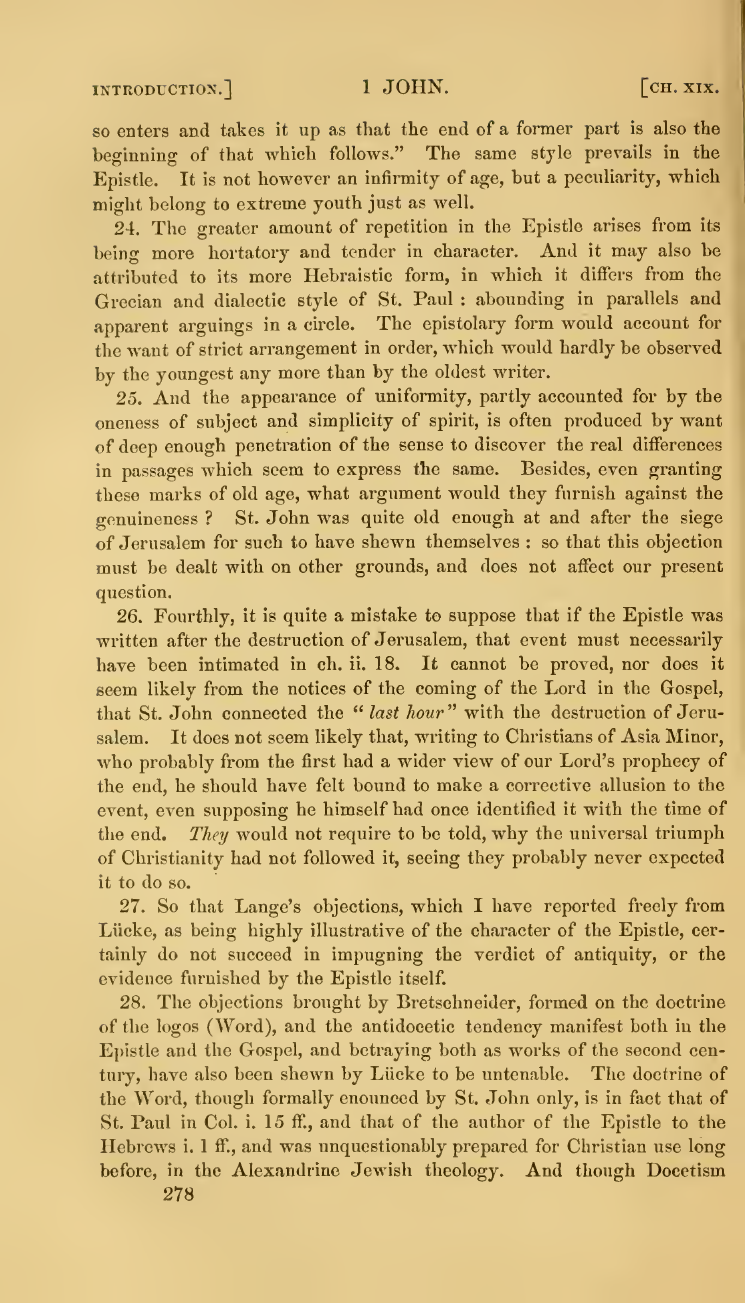 INTRODUCTION.] 1 JOHN. [CH. XIX.
so enters and takes it up as that the end of a former part is also the
beginning of that which follows.” The same style prevails in the
Epistle. It is not however an infirmity of age, but a peculiarity, which
might belong to extreme youth just as well.
24. The greater amount of repetition in the Epistle arises from its
being more hortatory and tender in character. And it may also be
attributed to its more Hebraistic form, in which it differs from the
Grecian and dialectic style of St. Paul : abounding in parallels and
apparent arguings in a circle. The epistolary form would account for
the want of strict arrangement in order, which would hardly be observed
by the youngest any more than by the oldest writer.
25. And the appearance of uniformity, partly accounted for by the
oneness of subject and simplicity of spirit, is often produced by want
of deep enough penetration of the sense to discover the real differences
in passages which seem to express the same. Besides, even granting
these marks of old age, what argument would they furnish against the
genuineness ? St. John was quite old enough at and after the siege
of Jerusalem for such to have shewn themselves : so that this objection
must be dealt with on other grounds, and does not affect our present
question.
26. Fourthly, it is quite a mistake to suppose that if the Epistle was
written after the destruction of Jerusalem, that event must necessarily
have been intimated in ch. ii. 18. It cannot be proved, nor does it
seem likely from the notices of the coming of the Lord in the Gospel,
that St. John connected the “ last hour ” with the destruction of Jeru-
salem. It does not seem likely that, writing to Christians of Asia Minor,
who probably from the first had a wider view of our Lord’s prophecy of
the end, he should have felt bound to make a corrective allusion to the
event, even supposing he himself had once identified it with the time of
the end. They would not require to be told, why the universal triumph
of Christianity had not followed it, seeing they probably never expected
it to do so.
27. So that Lange’s objections, which I have reported freely from
Lücke, as being highly illustrative of the character of the Epistle, cer-
tainly do not succeed in impugning the verdict of antiquity, or the
evidence furnished by the Epistle itself.
28. The objections brought by Bretschneider, formed on the doctrine
of the logos (Word), and the antidocetic tendency manifest both in the
Epistle and the Gospel, and betraying both as works of the second cen-
tury, have also been shewn by Lücke to be untenable. The doctrine of
the Word, though formally enounced by St. John only, is in fact that of
St. Paul in Col. i. 15 ff., and that of the author of the Epistle to the
Hebrews i. 1 ff., and was unquestionably prepared for Christian use long
before, in the Alexandrine Jewish theology. And though Docetism
278